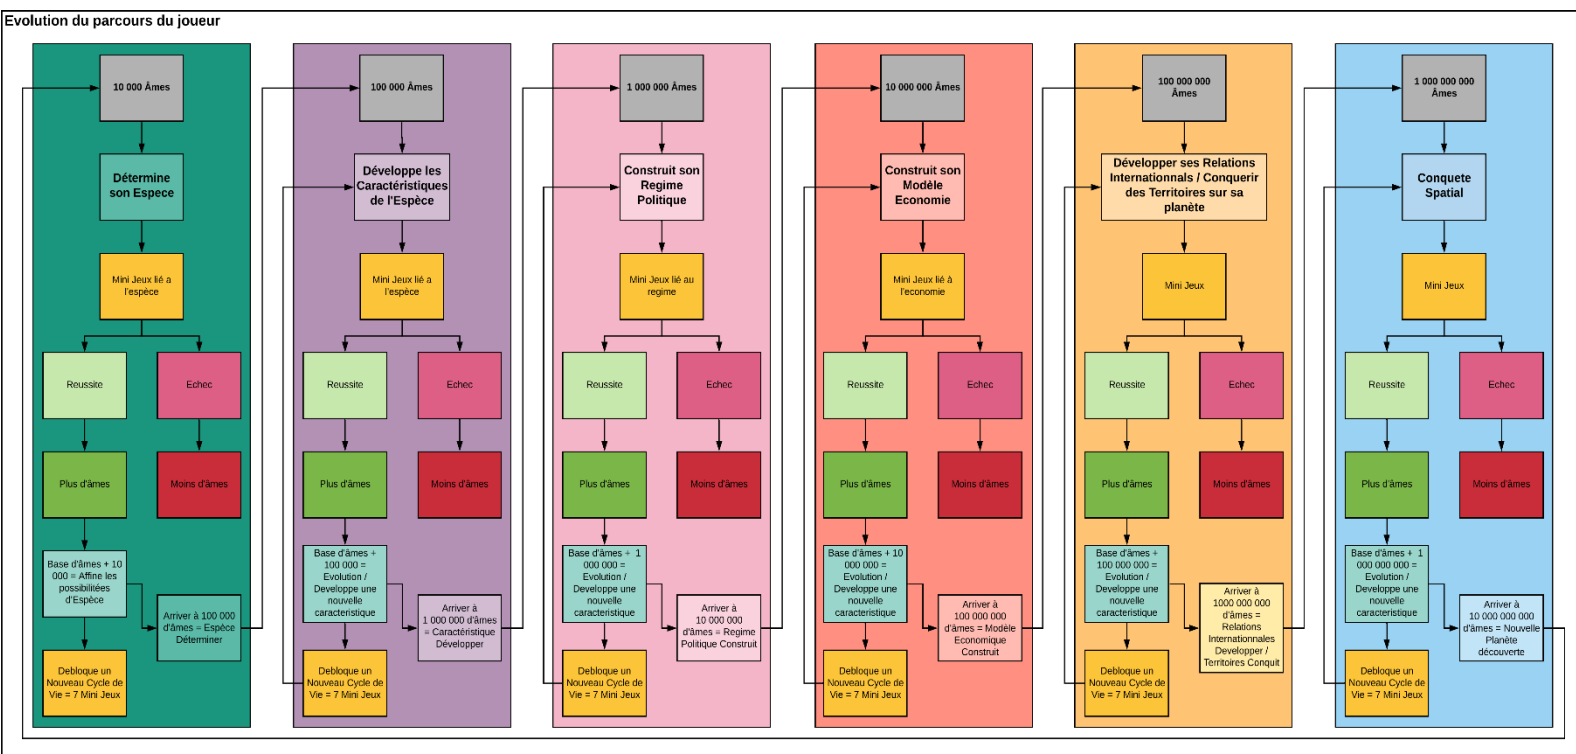 Evolution du parcours du joueur
10 000 Âmes
Détermine
son Espece
Mini Jeux lié a
l'espèce
Reussite
Echec
Plus d'âmes
Moins d'âmes
Base d'âmes + 10
000 = Affine les
possibilitées
d'Espèce
Arriver à 100 000
d'âmes = Espèce
Déterminer
Debloque un
Nouveau Cycle de
Vie = 7 Mini Jeux
100 000 Âmes
Développe les
Caractéristiques
de l'Espèce
Mini Jeux lié a
l'espèce
Reussite
Echec
Plus d'âmes
Moins d'âmes
Base d'âmes +
100 000 =
Evolution /
Developpe une
nouvelle
caracteristique
Arriver à
1 000 000 d'âmes
= Caractéristique
Développer
Debloque un
Nouveau Cycle de
Vie = 7 Mini Jeux
1 000 000 Âmes
Construit son
Regime
Politique
Mini Jeux lié au
regime
Reussite
Echec
Plus d'âmes
Moins d'âmes
Base d'âmes + 1
000 000 =
Evolution /
Developpe une
nouvelle
caracteristique
Arriver à
10 000 000
d'âmes = Regime
Politique Construit
Debloque un
Nouveau Cycle de
Vie = 7 Mini Jeux
10 000 000 Âmes
Construit son
Modèle
Economie
Mini Jeux lié à
l'economie
Reussite
Echec
Plus d'âmes
Moins d'âmes
Base d'âmes + 10
000 000 =
Evolution /
Developpe une
nouvelle
caracteristique
Arriver à
100 000 000
d'âmes = Modèle
Economique
Construit
Debloque un
Nouveau Cycle de
Vie = 7 Mini Jeux
100 000 000
Âmes
Développer ses Relations
Internationnals / Conquerir
des Territoires sur sa
planète
Mini Jeux
Reussite
Echec
Plus d'âmes
Moins d'âmes
Base d'âmes +
100 000 000 =
Evolution /
Developpe une
nouvelle
caracteristique
Arriver à
1000 000 000
d'âmes =
Relations
Internationnales
Developper /
Territoires Conquit
Debloque un
Nouveau Cycle de
Vie = 7 Mini Jeux
1 000 000 000
Âmes
Conquete
Spatial
Mini Jeux
Reussite
Echec
Plus d'âmes
Moins d'âmes
Base d'âmes + 1
000 000 000 =
Evolution /
Developpe une
nouvelle
caracteristique
Arriver à
10 000 000 000
d'âmes = Nouvelle
Planète
découverte
Debloque un
Nouveau Cycle de
Vie = 7 Mini Jeux